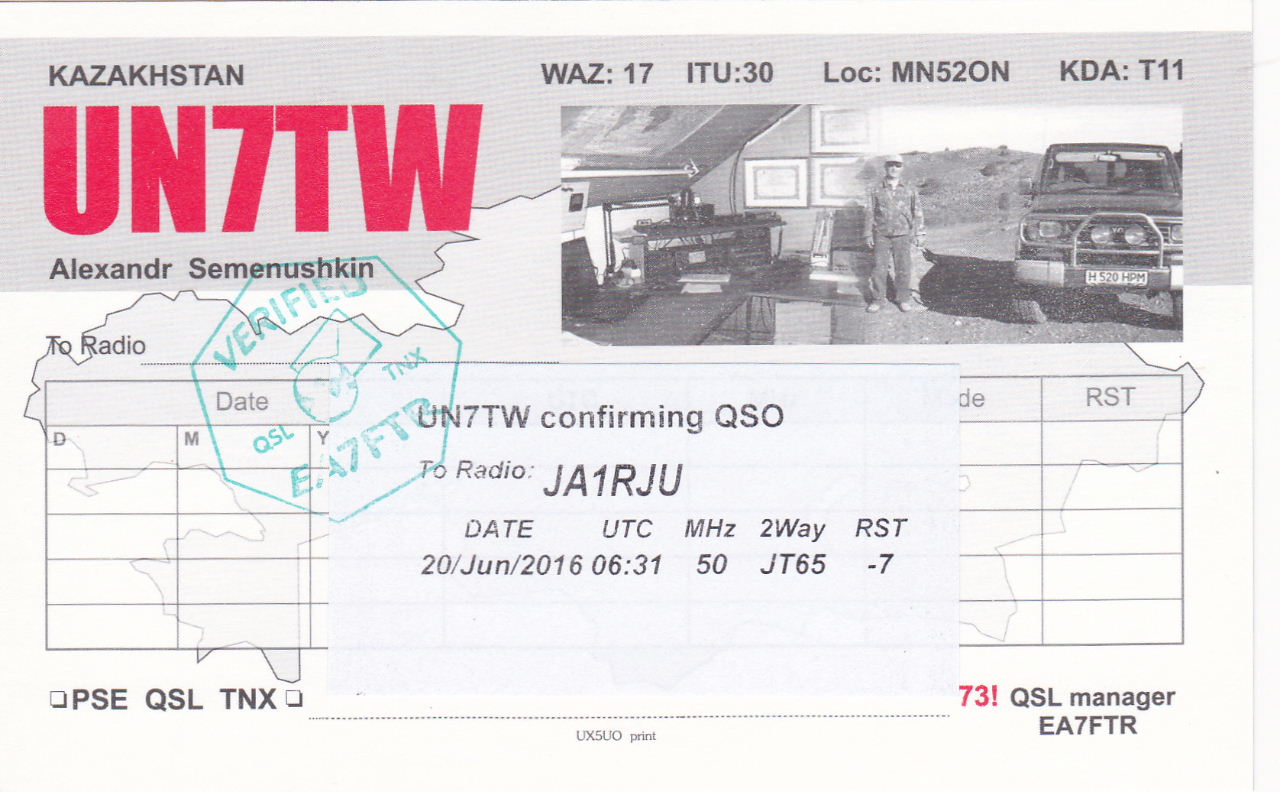 KAZAKHSTAN
WAZ: 17 ITU:30 Loc: MN52ON KDA: T11
UN7TW
Alexandr Semenushkin
H 520 HPM
VERIFIED
TNX
QSL
EA7FTR
To Radio
Date de RST
D M Y
UN7TW confirming QSO
To Radio: JA1RJU
DATE UTC MHz 2Way RST
20/Jun/2016 06:31 50 JT65 -7
❏PSE QSL TNX❏
73! QSL manager
EA7FTR
UX5UO print